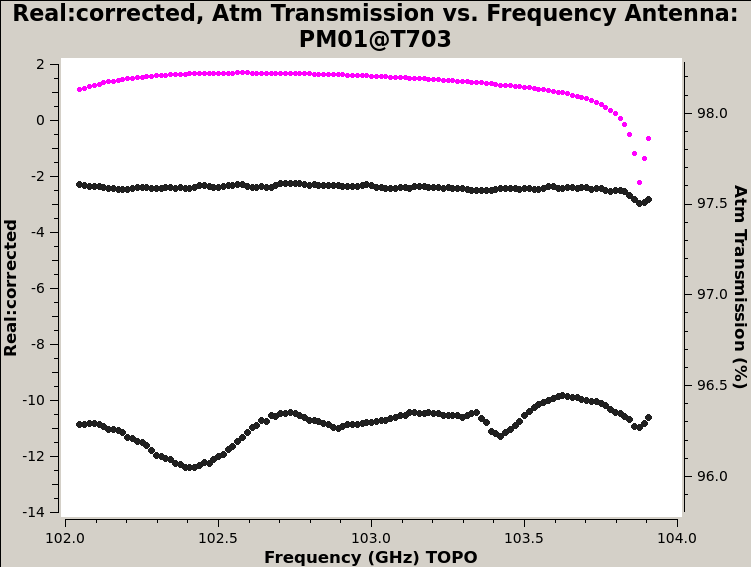 Real:corrected, Atm Transmission vs. Frequency Antenna:
PM01@T703
2
0
-2
-4
-6
-8
-10
-12
-14
Real:corrected
98.0
97.5
97.0
96.5
96.0
Atm Transmission (%)
102.0 102.5 103.0 103.5 104.0
Frequency (GHz) TOPO